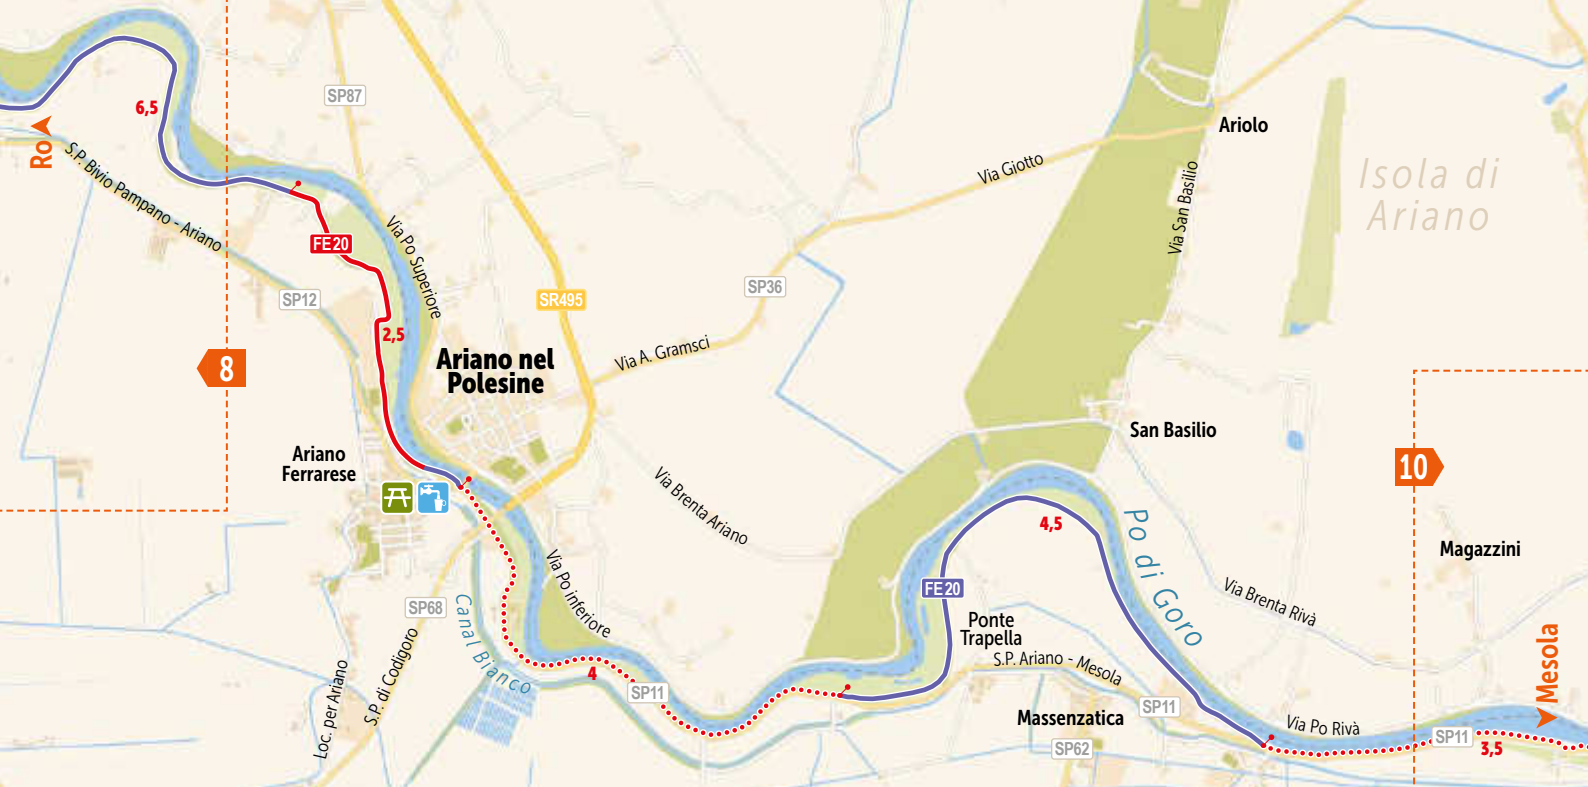 6,5
SP87
Ro
S.P. Bivio Pampano - Ariano
FE20
SP12
Via Po Superiore
2,5
8
Ariano nel
Polesine
SR495
SP36
Via A. Gramsci
Via Giotto
Ariolo
Via San Basilio
Isola di
Ariano
San Basilio
10
Ariano
Ferrarese
Via Brenta Ariano
4,5
Po di Goro
Magazzini
Via Po inferiore
SP68
Canal Bianco
FE20
Ponte
Trapella
Via Brenta Rivà
S.P. Ariano - Mesola
Loc. per Ariano
S.P. di Codigoro
4
SP11
Massenzatica
SP11
SP62
Via Po Rivà
SP11
3,5
Mesola